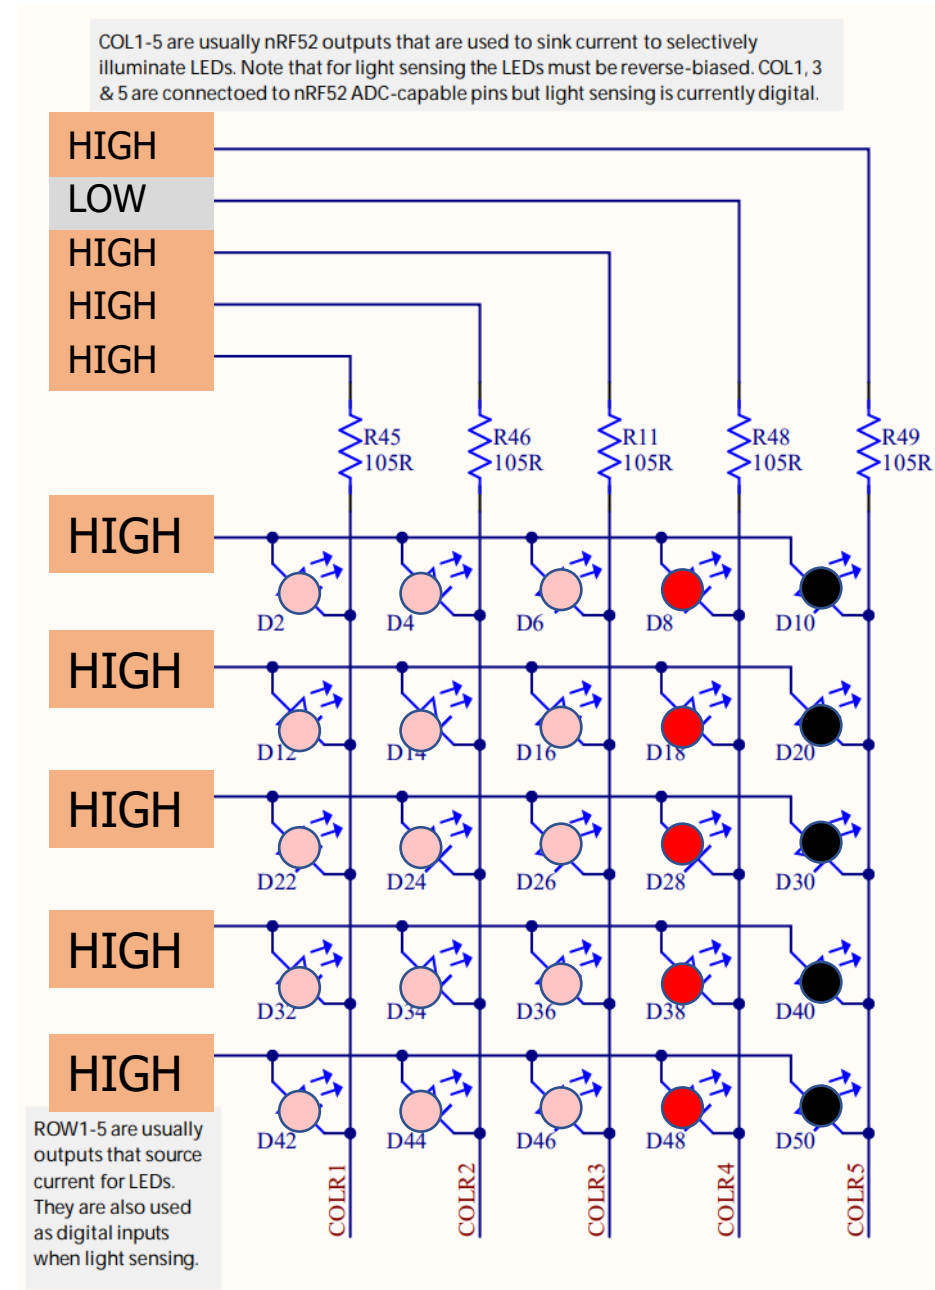 COL1-5 are usually nRF52 outputs that are used to sink current to selectively
illuminate LEDs. Note that for light sensing the LEDs must be reverse-biased. COL1, 3
& 5 are connectoed to nRF52 ADC-capable pins but light sensing is currently digital.
HIGH
LOW
HIGH
HIGH
HIGH
R45 R46 R11 R48 R49
105R 105R 105R 105R 105R
HIGH
D2 D4 D6 D8 D10
HIGH
D12 D14 D16 D18 D20
HIGH
D22 D24 D26 D28 D30
HIGH
D32 D34 D36 D38 D40
HIGH
D42 D44 D46 D48 D50
ROW1-5 are usually
outputs that source
current for LEDs.
They are also used
as digital inputs
when light sensing.
COLR1 COLR2 COLR3 COLR4 COLR5